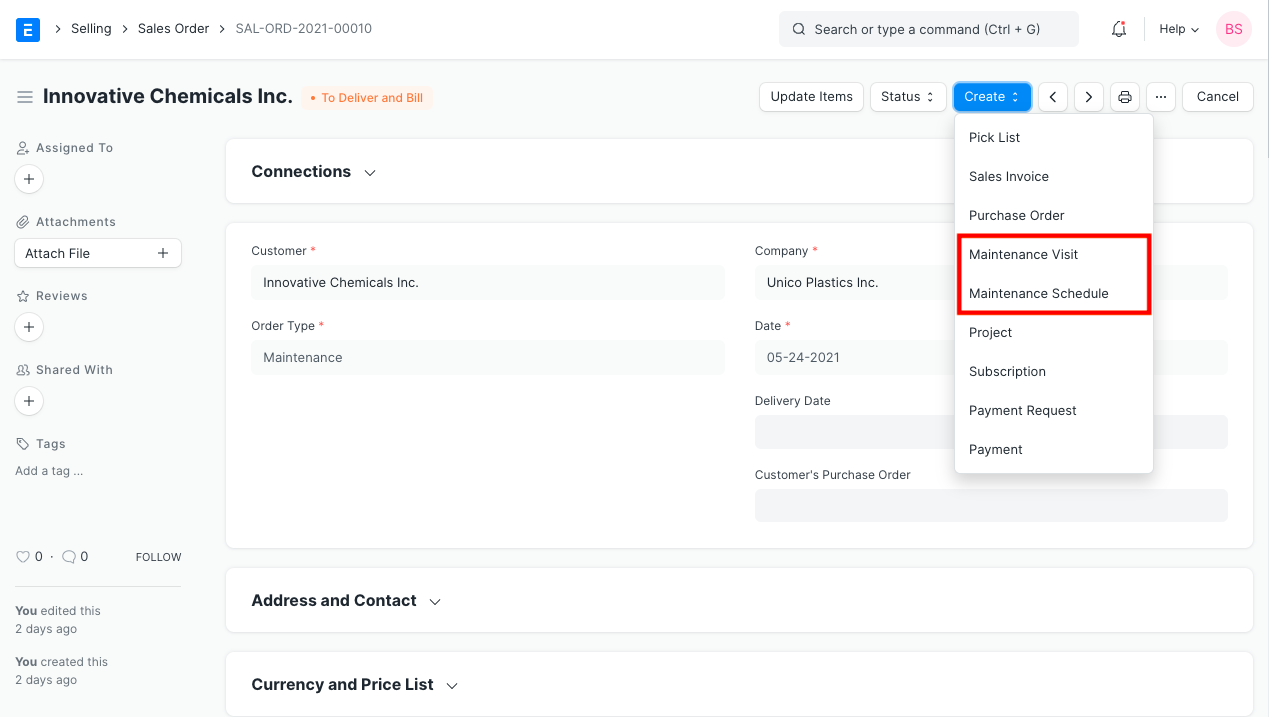 E > Selling > Sales Order > SAL-ORD-2021-00010 Search or type a command (Ctrl + G) Help BS
Innovative Chemicals Inc. • To Deliver and Bill Update Items Status Create ... Cancel
Assigned To
+
Attachments
Attach File +
Reviews
+
Shared With
+
Tags
Add a tag ...
0 · 0 FOLLOW
You edited this
2 days ago
You created this
2 days ago
Connections
Customer *
Innovative Chemicals Inc.
Order Type *
Maintenance
Company *
Unico Plastics Inc.
Date *
05-24-2021
Delivery Date
Customer's Purchase Order
Pick List
Sales Invoice
Purchase Order
Maintenance Visit
Maintenance Schedule
Project
Subscription
Payment Request
Payment
Address and Contact
Currency and Price List